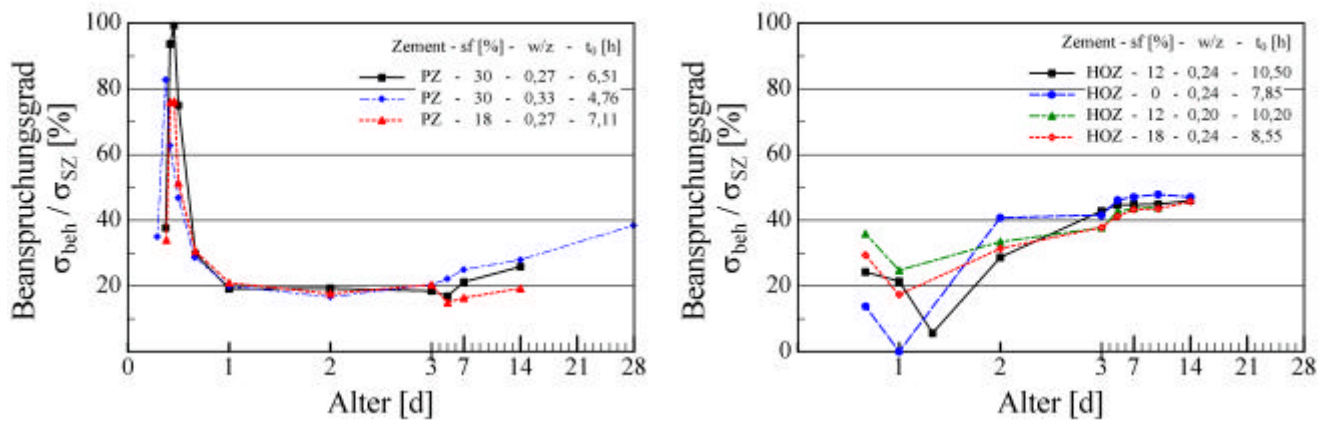 100
80
60
40
20
0
1
2
3
7
14
21
28
Beanspruchungsgrad
σbeh / σSZ [%]
Alter [d]
Zement - sf [%] - w/z - t0 [h]
PZ - 30 - 0,27 - 6,51
PZ - 30 - 0,33 - 4,76
PZ - 18 - 0,27 - 7,11
100
80
60
40
20
0
1
2
3
7
14
21
28
Beanspruchungsgrad
σbeh / σSZ [%]
Alter [d]
Zement - sf [%] - w/z - t0 [h]
HOZ - 12 - 0,24 - 10,50
HOZ - 0 - 0,24 - 7,85
HOZ - 12 - 0,20 - 10,20
HOZ - 18 - 0,24 - 8,55